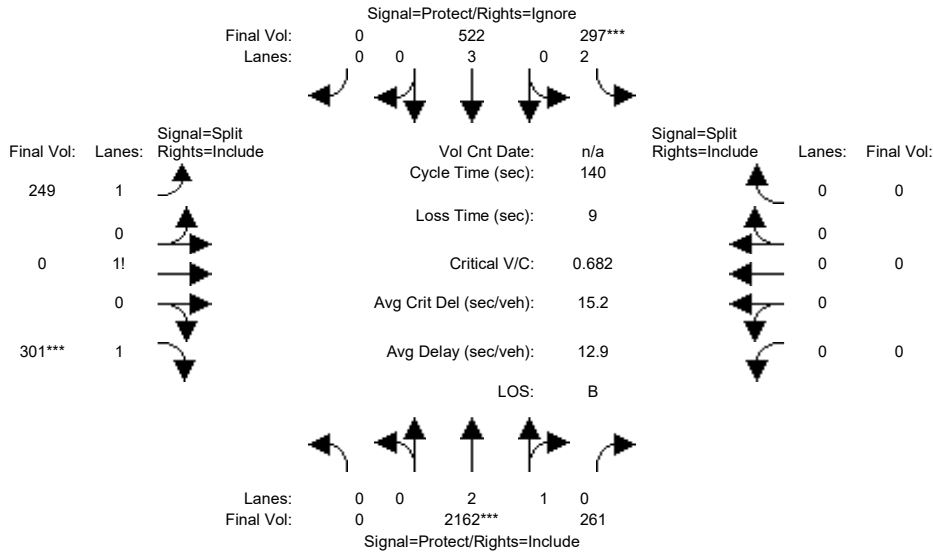 Signal=Protect/Rights=Ignore
Final Vol: 0 522 297***
Lanes: 0 0 3 0 2
Signal=Split Signal=Split
Final Vol: Lanes: Rights=Include Vol Cnt Date: n/a Rights=Include Lanes: Final Vol:
Cycle Time (sec): 140
249 1 0 0
Loss Time (sec): 9
0 0
0 1! Critical V/C: 0.682 0 0
0 Avg Crit Del (sec/veh): 15.2 0
301*** 1 Avg Delay (sec/veh): 12.9 0 0
LOS: B
Lanes: 0 0 2 1 0
Final Vol: 0 2162*** 261
Signal=Protect/Rights=Include